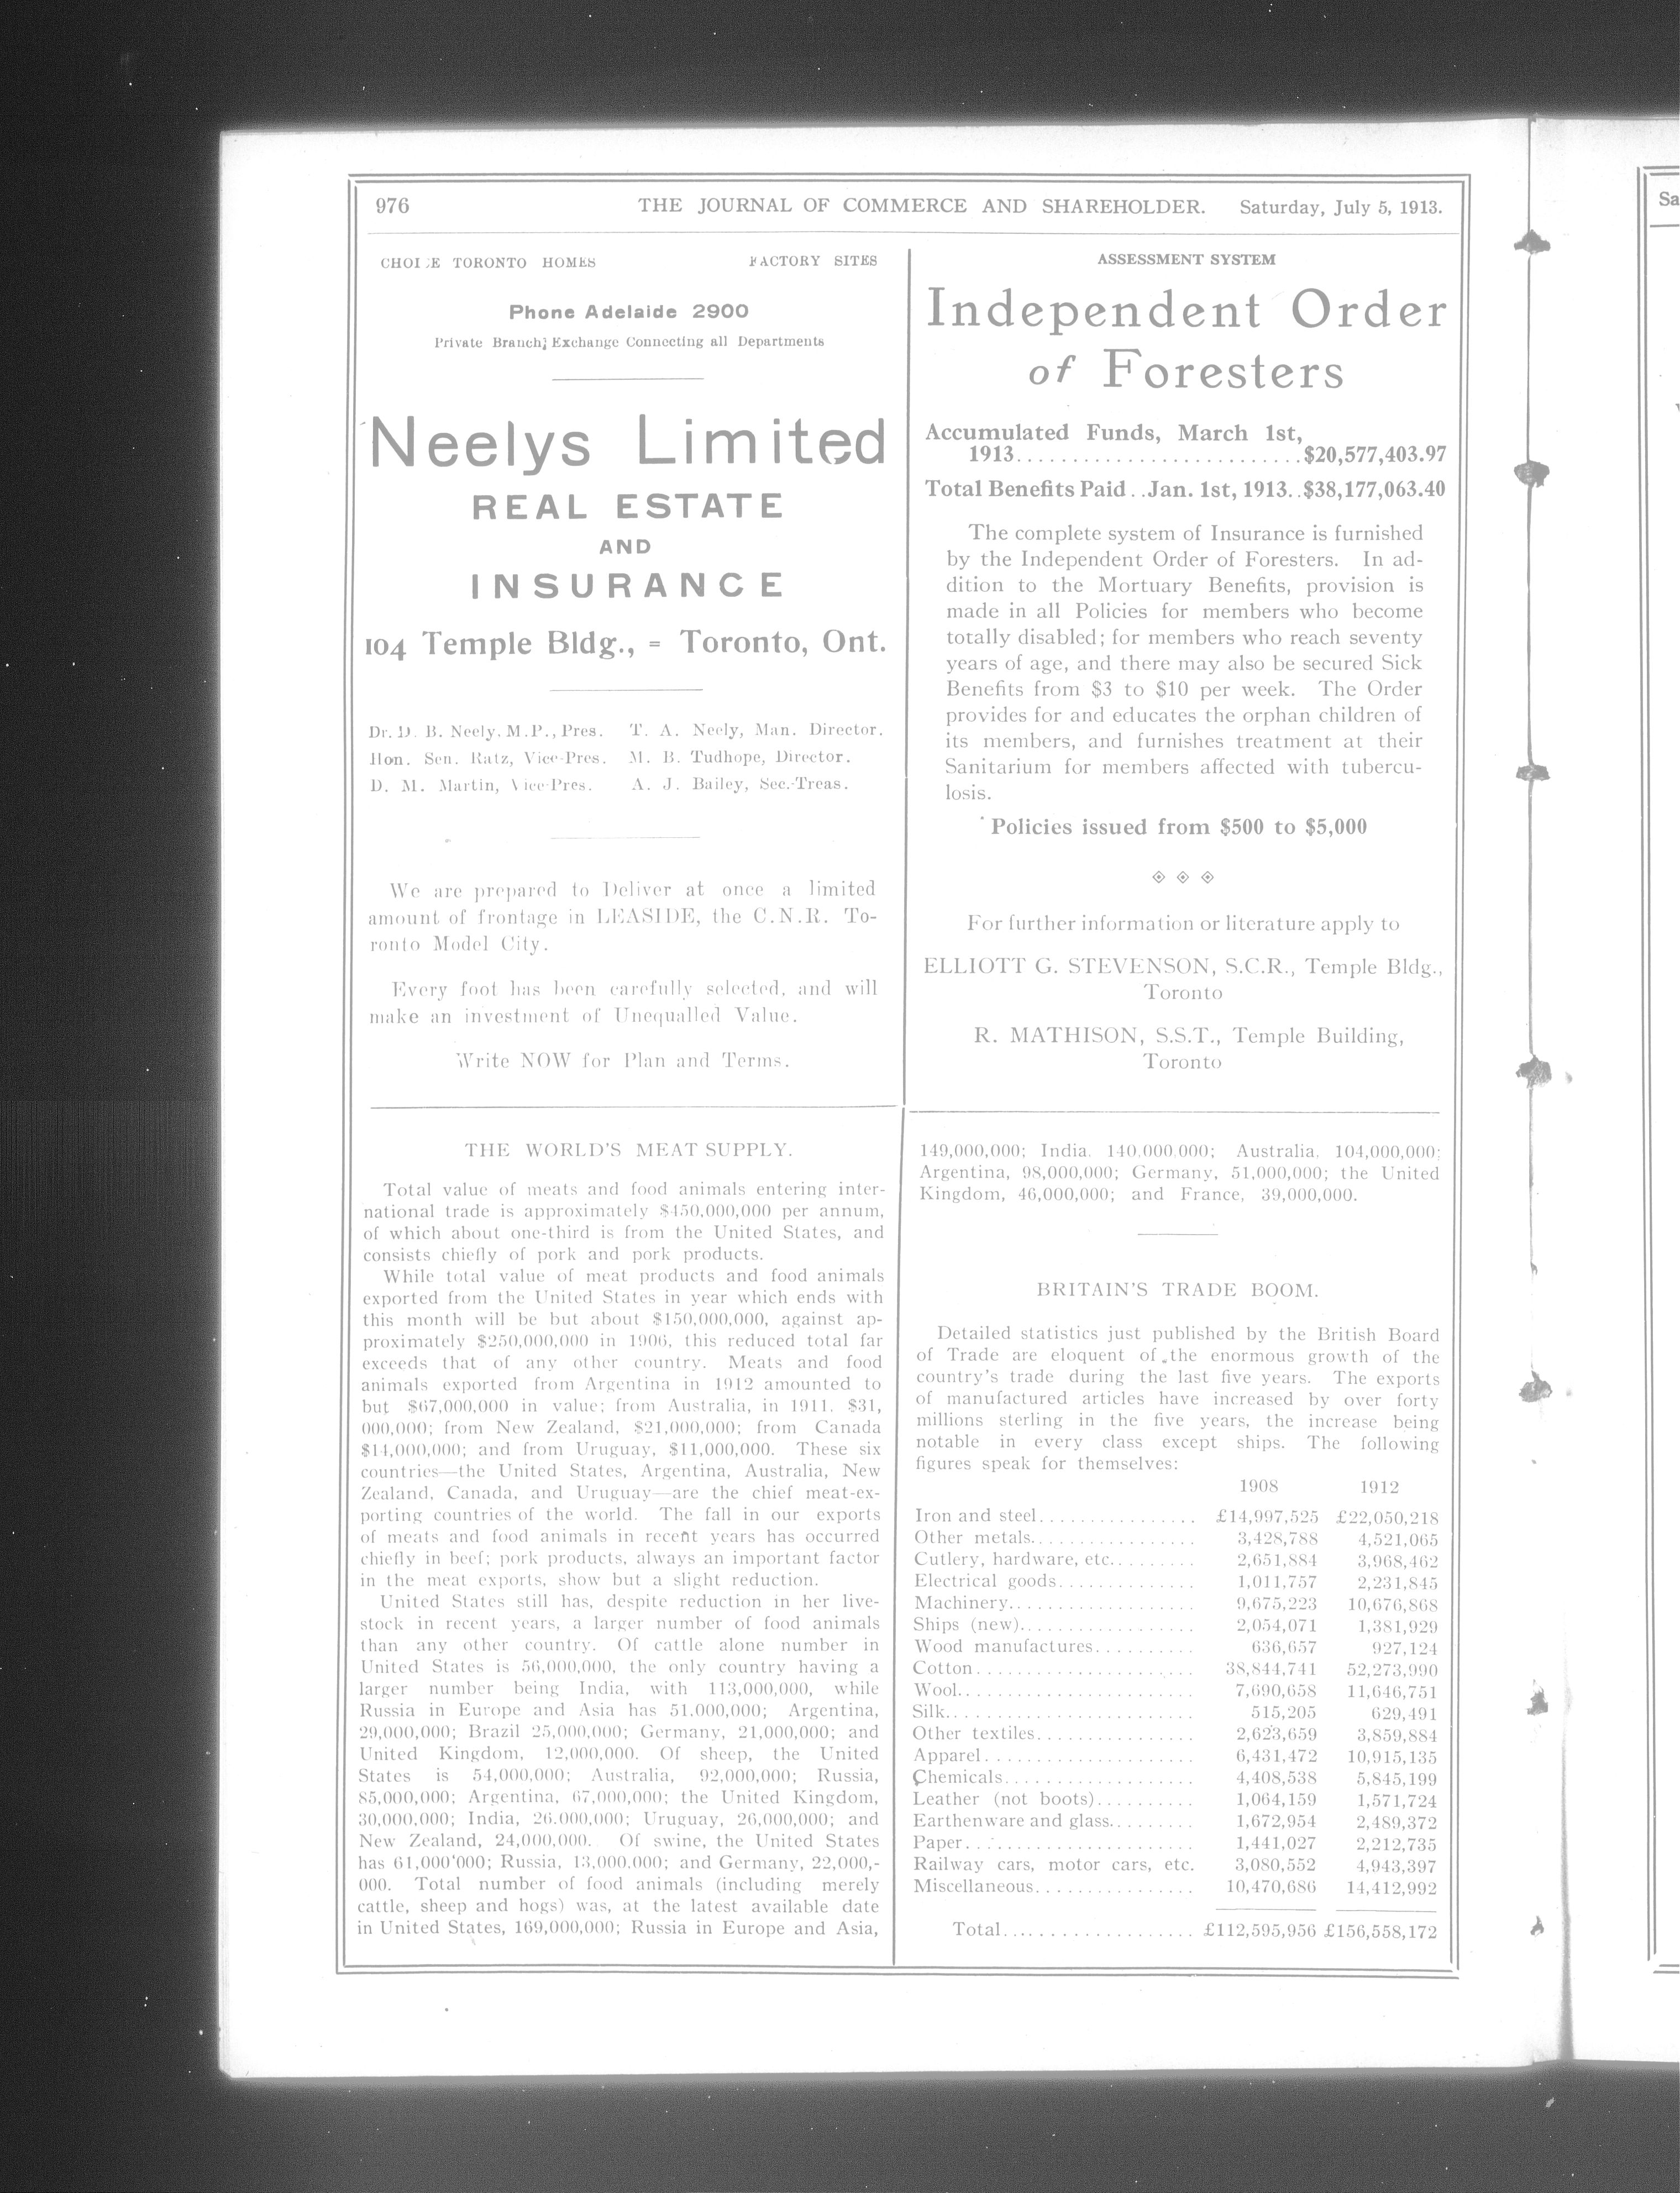 976 THE JOURNAL OF COMMERCE AND SHAREHOLDER. Saturday, July 5, 1913.
CHOICE TORONTO HOMES FACTORY SITES
Phone Adelaide 2900
Private Branch Exchange Connecting all Departments
Neelys Limited
REAL ESTATE
AND
INSURANCE
104 Temple Bldg., = Toronto, Ont.
Dr. D. B. Neely, M.P., Pres. T. A. Neely, Man. Director.
Hon. Sen. Ratz, Vice-Pres. M. B. Tudhope, Director.
D. M. Martin, Vice-Pres. A. J. Bailey, Sec.-Treas.
We are prepared to Deliver at once a limited
amount of frontage in LEASIDE, the C.N.R. To-
ronto Model City.
Every foot has been carefully selected, and will
make an investment of Unequalled Value.
Write NOW for Plan and Terms.
ASSESSMENT SYSTEM
Independent Order
of Foresters
Accumulated Funds, March 1st,
1913..........................$20,577,403.97
Total Benefits Paid..Jan. 1st, 1913..$38,177,063.40
The complete system of Insurance is furnished
by the Independent Order of Foresters. In ad-
dition to the Mortuary Benefits, provision is
made in all Policies for members who become
totally disabled; for members who reach seventy
years of age, and there may also be secured Sick
Benefits from $3 to $10 per week. The Order
provides for and educates the orphan children of
its members, and furnishes treatment at their
Sanitarium for members affected with tubercu-
losis.
Policies issued from $500 to $5,000
For further information or literature apply to
ELLIOTT G. STEVENSON, S.C.R., Temple Bldg.,
Toronto
R. MATHISON, S.S.T., Temple Building,
Toronto
THE WORLD'S MEAT SUPPLY.
Total value of meats and food animals entering inter-
national trade is approximately $450,000,000 per annum,
of which about one-third is from the United States, and
consists chiefly of pork and pork products.
While total value of meat products and food animals
exported from the United States in year which ends with
this month will be but about $150,000,000, against ap-
proximately $250,000,000 in 1906, this reduced total far
exceeds that of any other country. Meats and food
animals exported from Argentina in 1912 amounted to
but $67,000,000 in value; from Australia, in 1911, $31,
000,000; from New Zealand, $21,000,000; from Canada
$14,000,000; and from Uruguay, $11,000,000. These six
countries—the United States, Argentina, Australia, New
Zealand, Canada, and Uruguay—are the chief meat-ex-
porting countries of the world. The fall in our exports
of meats and food animals in recent years has occurred
chiefly in beef; pork products, always an important factor
in the meat exports, show but a slight reduction.
United States still has, despite reduction in her live-
stock in recent years, a larger number of food animals
than any other country. Of cattle alone number in
United States is 56,000,000, the only country having a
larger number being India, with 113,000,000, while
Russia in Europe and Asia has 51,000,000; Argentina,
29,000,000; Brazil 25,000,000; Germany, 21,000,000; and
United Kingdom, 12,000,000. Of sheep, the United
States is 54,000,000; Australia, 92,000,000; Russia,
85,000,000; Argentina, 67,000,000; the United Kingdom,
30,000,000; India, 26,000,000; Uruguay, 26,000,000; and
New Zealand, 24,000,000. Of swine, the United States
has 61,000'000; Russia, 13,000,000; and Germany, 22,000,-
000. Total number of food animals (including merely
cattle, sheep and hogs) was, at the latest available date
in United States, 169,000,000; Russia in Europe and Asia,
149,000,000; India, 140,000,000; Australia, 104,000,000;
Argentina, 98,000,000; Germany, 51,000,000; the United
Kingdom, 46,000,000; and France, 39,000,000.
BRITAIN'S TRADE BOOM.
Detailed statistics just published by the British Board
of Trade are eloquent of the enormous growth of the
country's trade during the last five years. The exports
of manufactured articles have increased by over forty
millions sterling in the five years, the increase being
notable in every class except ships. The following
figures speak for themselves:
1908 1912
Iron and steel............... £14,997,525 £22,050,218
Other metals................ 3,428,788 4,521,065
Cutlery, hardware, etc........ 2,651,884 3,968,462
Electrical goods............. 1,011,757 2,231,845
Machinery.................. 9,675,223 10,676,868
Ships (new)................. 2,054,071 1,381,929
Wood manufactures.......... 636,657 927,124
Cotton..................... 38,844,741 52,273,990
Wool....................... 7,690,658 11,646,751
Silk........................ 515,205 629,491
Other textiles............... 2,623,659 3,859,884
Apparel.................... 6,431,472 10,915,135
Chemicals.................. 4,408,538 5,845,199
Leather (not boots).......... 1,064,159 1,571,724
Earthenware and glass........ 1,672,954 2,489,372
Paper...................... 1,441,027 2,212,735
Railway cars, motor cars, etc. 3,080,552 4,943,397
Miscellaneous............... 10,470,686 14,412,992
Total.................. £112,595,956 £156,558,172
Sa